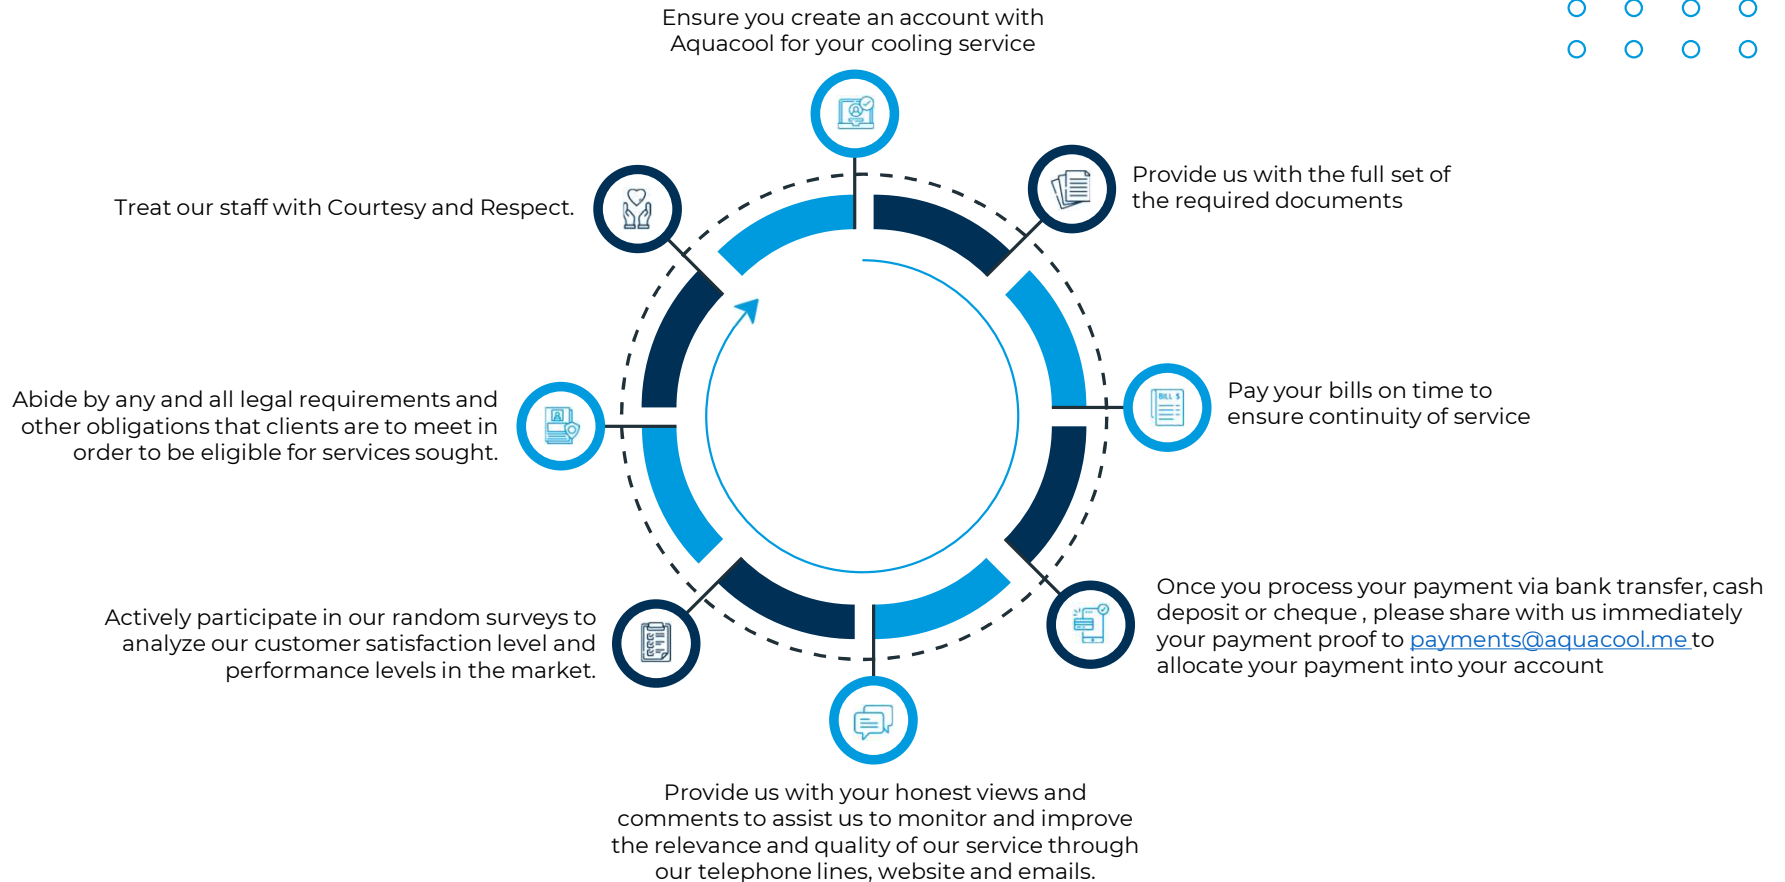 Ensure you create an account with
Aquacool for your cooling service
Provide us with the full set of
the required documents
Pay your bills on time to
ensure continuity of service
BILL $
Once you process your payment via bank transfer, cash
deposit or cheque , please share with us immediately
your payment proof to payments@aquacool.me to
allocate your payment into your account
Provide us with your honest views and
comments to assist us to monitor and improve
the relevance and quality of our service through
our telephone lines, website and emails.
Actively participate in our random surveys to
analyze our customer satisfaction level and
performance levels in the market.
Abide by any and all legal requirements and
other obligations that clients are to meet in
order to be eligible for services sought.
Treat our staff with Courtesy and Respect.